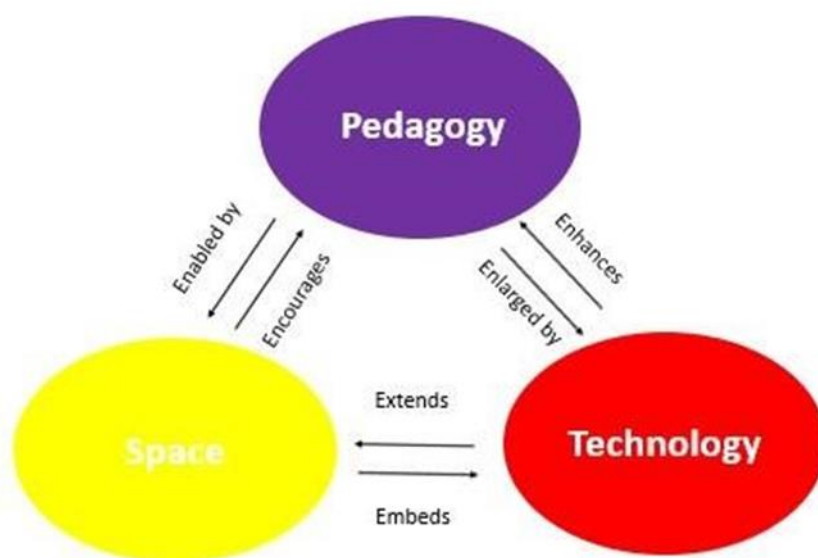 Pedagogy
Enabled by
Encourages
Enhances
Enlarged by
Space
Extends
Embeds
Technology